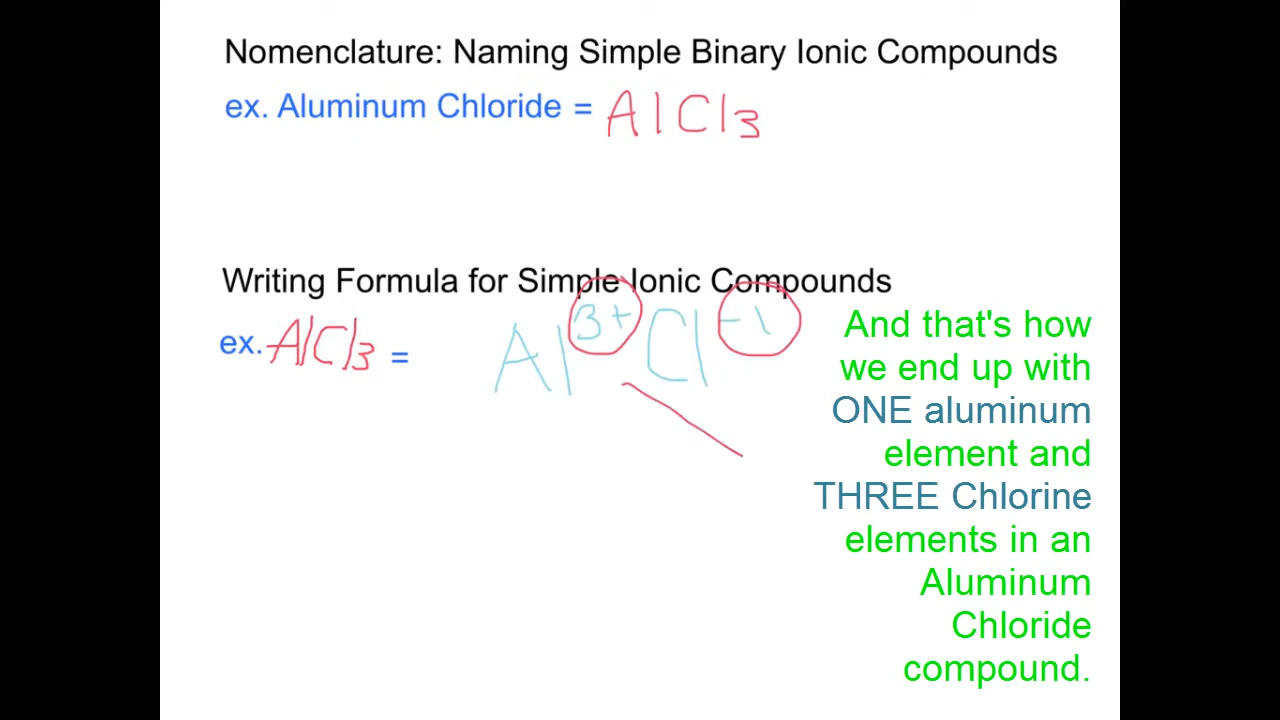 Nomenclature: Naming Simple Binary Ionic Compounds
ex. Aluminum Chloride = AlCl3
Writing Formula for Simple Ionic Compounds
ex. AlCl3 = Al 3+ Cl -1
And that's how
we end up with
ONE aluminum
element and
THREE Chlorine
elements in an
Aluminum
Chloride
compound.